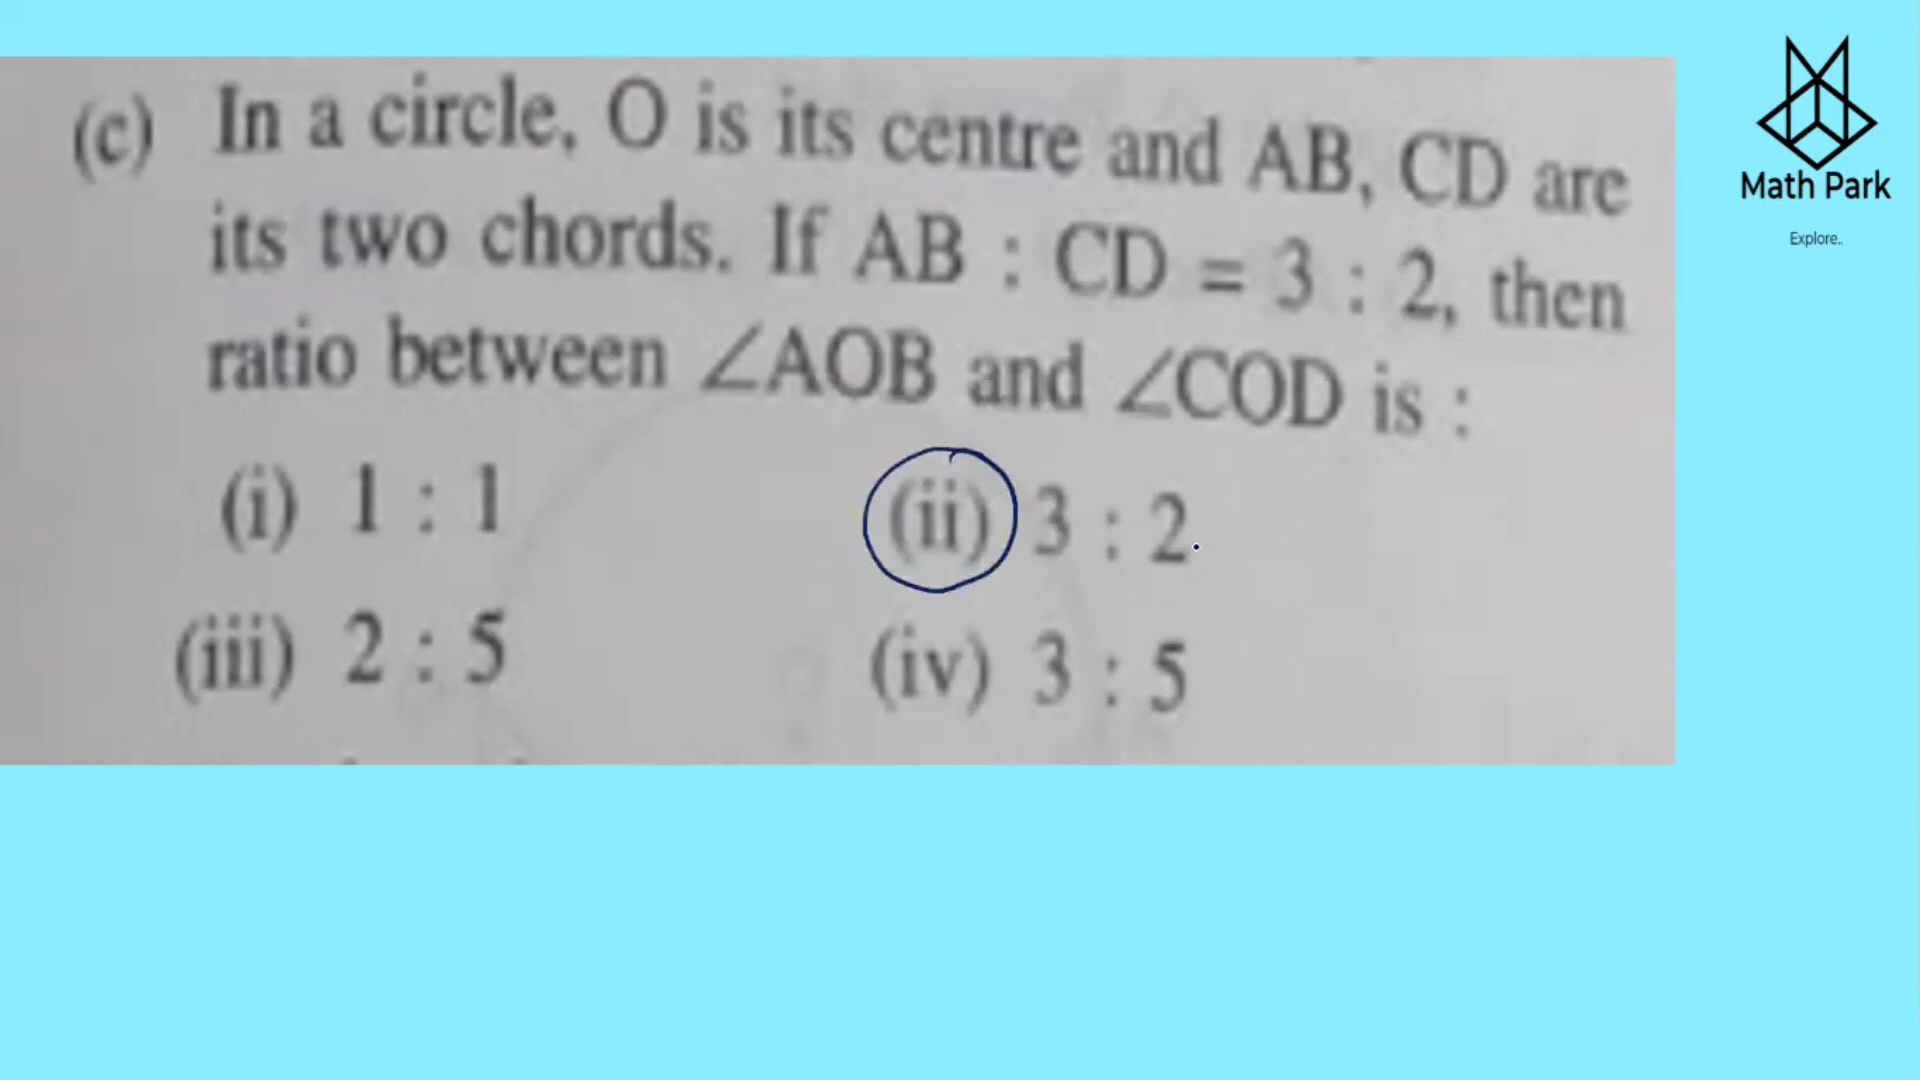 (c) In a circle, O is its centre and AB, CD are
its two chords. If AB : CD = 3 : 2, then
ratio between ∠AOB and ∠COD is :
(i) 1 : 1 (ii) 3 : 2
(iii) 2 : 5 (iv) 3 : 5
Math Park
Explore..